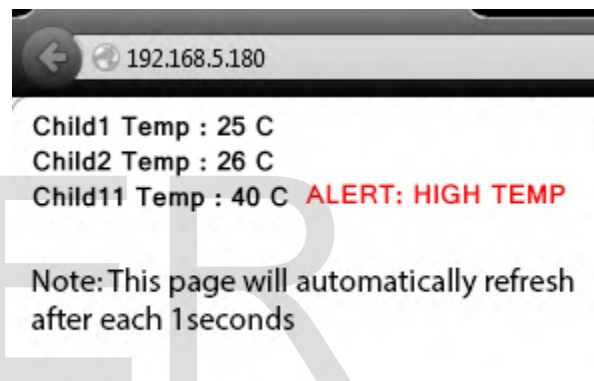 192.168.5.180
Child1 Temp : 25 C
Child2 Temp : 26 C
Child11 Temp : 40 C ALERT: HIGH TEMP
Note: This page will automatically refresh
after each 1seconds
ER